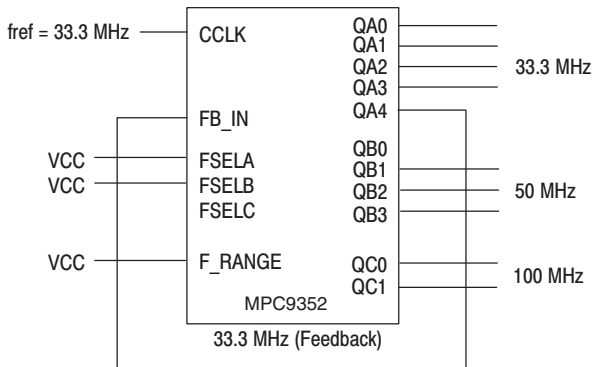 fref = 33.3 MHz
CCLK
QA0
QA1
QA2
33.3 MHz
QA3
FB_IN
QA4
VCC
FSELA
QB0
VCC
FSELB
QB1
FSELC
QB2
50 MHz
QB3
VCC
F_RANGE
QC0
100 MHz
QC1
MPC9352
33.3 MHz (Feedback)